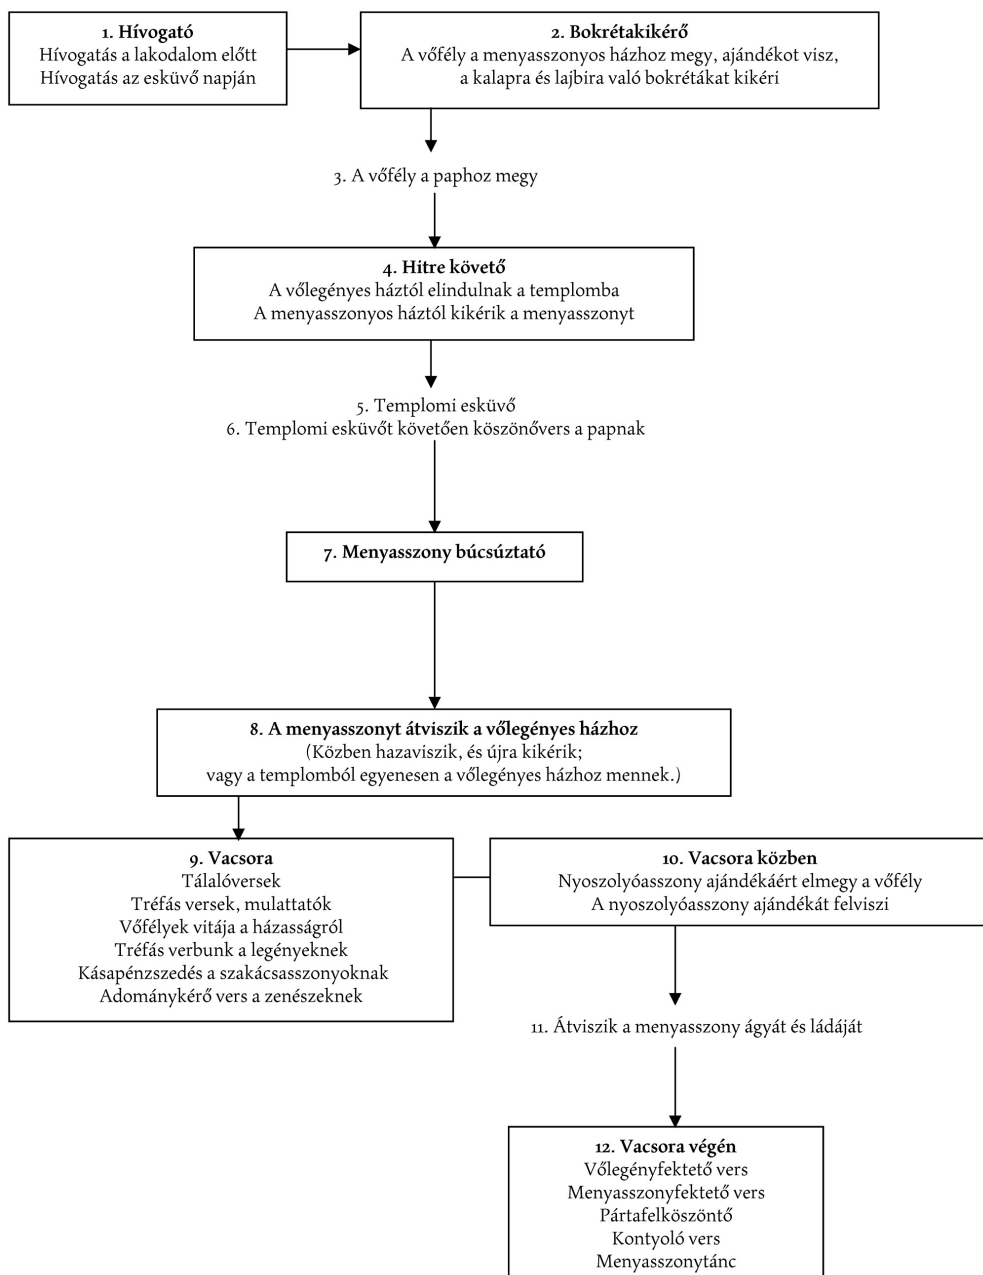 1. Hívogató
Hívogatás a lakodalom előtt
Hívogatás az esküvő napján
2. Bokrétakikérő
A vőfély a menyasszonyos házhoz megy, ajándékot visz,
a kalapra és lajbira való bokrétákat kikéri
3. A vőfély a paphoz megy
4. Hitre követő
A vőlegényes háztól elindulnak a templomba
A menyasszonyos háztól kikérik a menyasszonyt
5. Templomi esküvő
6. Templomi esküvőt követően köszönővers a papnak
7. Menyasszony búcsúztató
8. A menyasszonyt átviszik a vőlegényes házhoz
(Közben hazaviszik, és újra kikérik;
vagy a templomból egyenesen a vőlegényes házhoz mennek.)
9. Vacsora
Tálalóversek
Tréfás versek, mulattatók
Vőfélyek vitája a házasságról
Tréfás verbunk a legényeknek
Kásapénzszedés a szakácsasszonyoknak
Adománykérő vers a zenészeknek
10. Vacsora közben
Nyoszolyóasszony ajándékáért elmegy a vőfély
A nyoszolyóasszony ajándékát felviszi
11. Átviszik a menyasszony ágyát és ládáját
12. Vacsora végén
Vőlegényfektető vers
Menyasszonyfektető vers
Pártafelköszöntő
Kontyoló vers
Menyasszonytánc